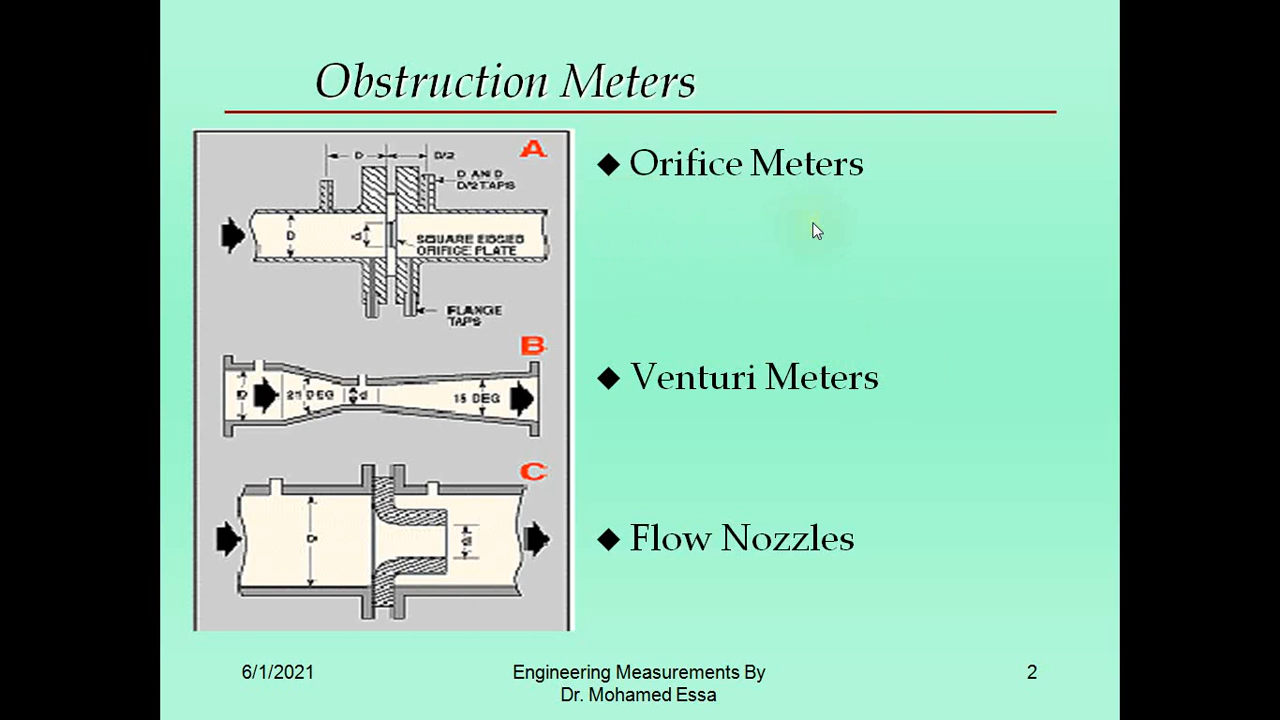 Obstruction Meters
A
D
D/2
D AND D
D/2 TAPS
D
d
SQUARE EDGED
ORIFICE PLATE
FLANGE
TAPS
B
D
21 DEG
d
15 DEG
C
D
d
◆ Orifice Meters
◆ Venturi Meters
◆ Flow Nozzles
6/1/2021
Engineering Measurements By
Dr. Mohamed Essa
2